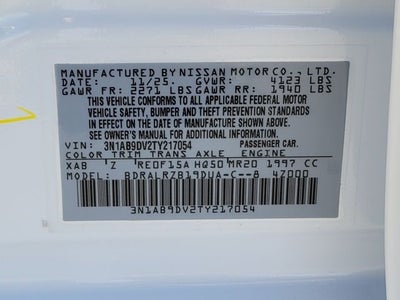 MANUFACTURED BY NISSAN MOTOR CO., LTD.
DATE: 11/25. GVWR: 4123 LBS
GAWR FR: 2271 LBS GAWR RR: 1940 LBS
THIS VEHICLE CONFORMS TO ALL APPLICABLE FEDERAL MOTOR
VEHICLE SAFETY, BUMPER AND THEFT PREVENTION STANDARDS
IN EFFECT ON THE DATE OF MANUFACTURE SHOWN ABOVE.
SEE OWNER'S MANUAL FOR ADDITIONAL INFORMATION.
VIN: 3N1AB9DV2TY217054 PASSENGER CAR.
COLOR TRIM TRANS AXLE ENGINE
XAB 'Z RE0F15A HQ50 MR20 1997 CC
MODEL: BDRALRZB19DUA-C--8 47000
3N1AB9DV2TY217054